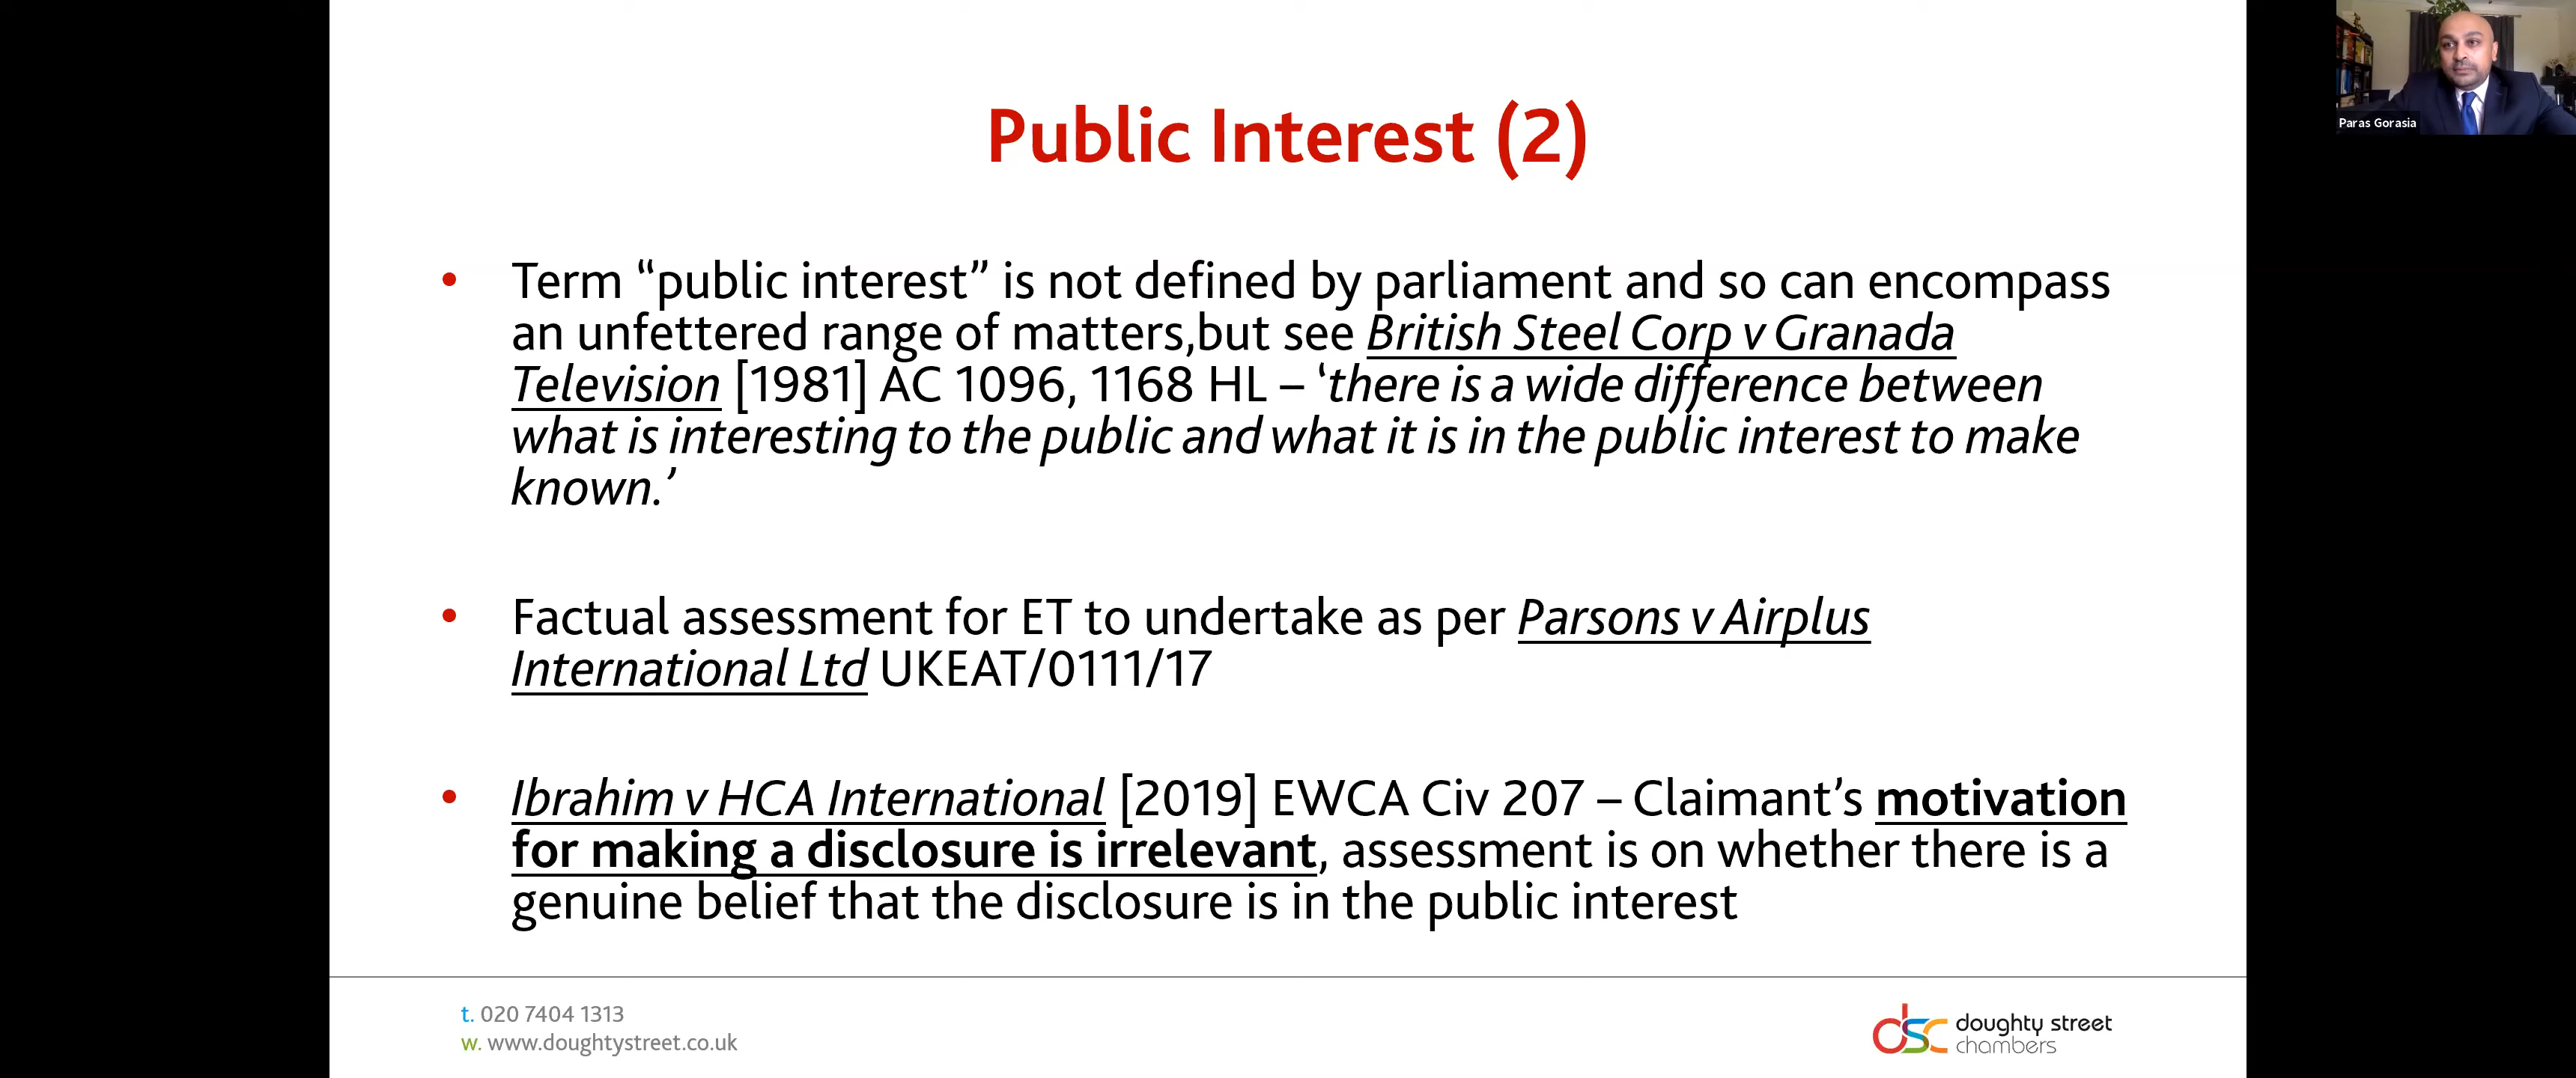 Public Interest (2)
• Term “public interest” is not defined by parliament and so can encompass
an unfettered range of matters,but see British Steel Corp v Granada
Television [1981] AC 1096, 1168 HL – ‘there is a wide difference between
what is interesting to the public and what it is in the public interest to make
known.’
• Factual assessment for ET to undertake as per Parsons v Airplus
International Ltd UKEAT/0111/17
• Ibrahim v HCA International [2019] EWCA Civ 207 – Claimant’s motivation
for making a disclosure is irrelevant, assessment is on whether there is a
genuine belief that the disclosure is in the public interest
t. 020 7404 1313
w. www.doughtystreet.co.uk
dsc doughty street
chambers
Paras Gorasia